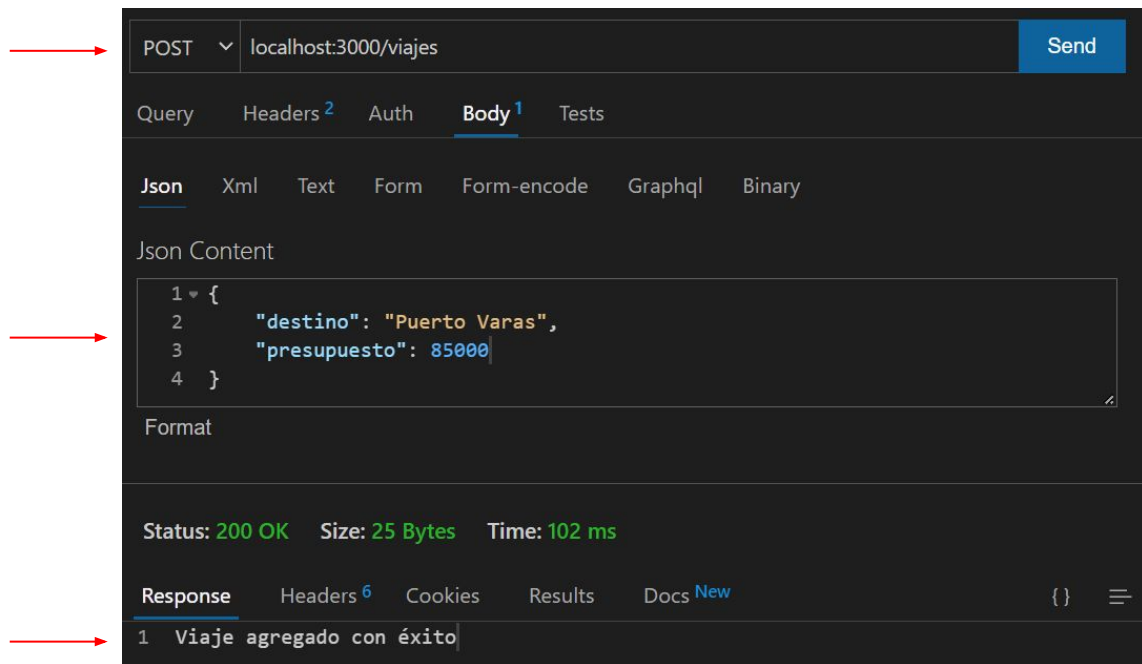 POST localhost:3000/viajes Send
Query Headers 2 Auth Body 1 Tests
Json Xml Text Form Form-encode Graphql Binary
Json Content
1 {
2 "destino": "Puerto Varas",
3 "presupuesto": 85000
4 }
Format
Status: 200 OK Size: 25 Bytes Time: 102 ms
Response Headers 6 Cookies Results Docs New { }
1 Viaje agregado con éxito